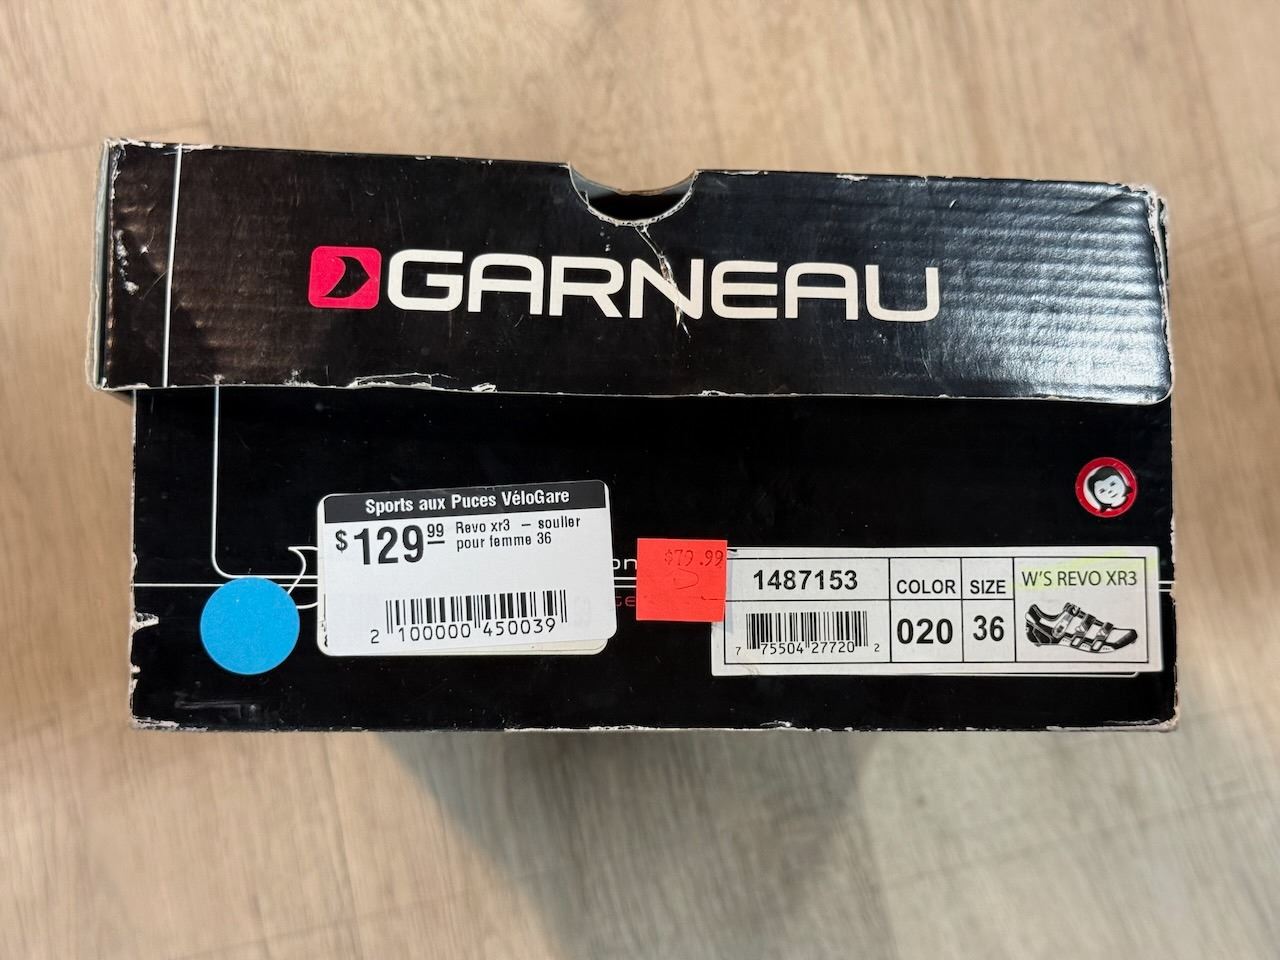 GARNEAU
Sports aux Puces VéloGare
$129.99
Revo xr3 – soulier
pour femme 36
2 100000 450039
$79.99
1487153
7 75504 27720 2
COLOR
020
SIZE
36
W'S REVO XR3